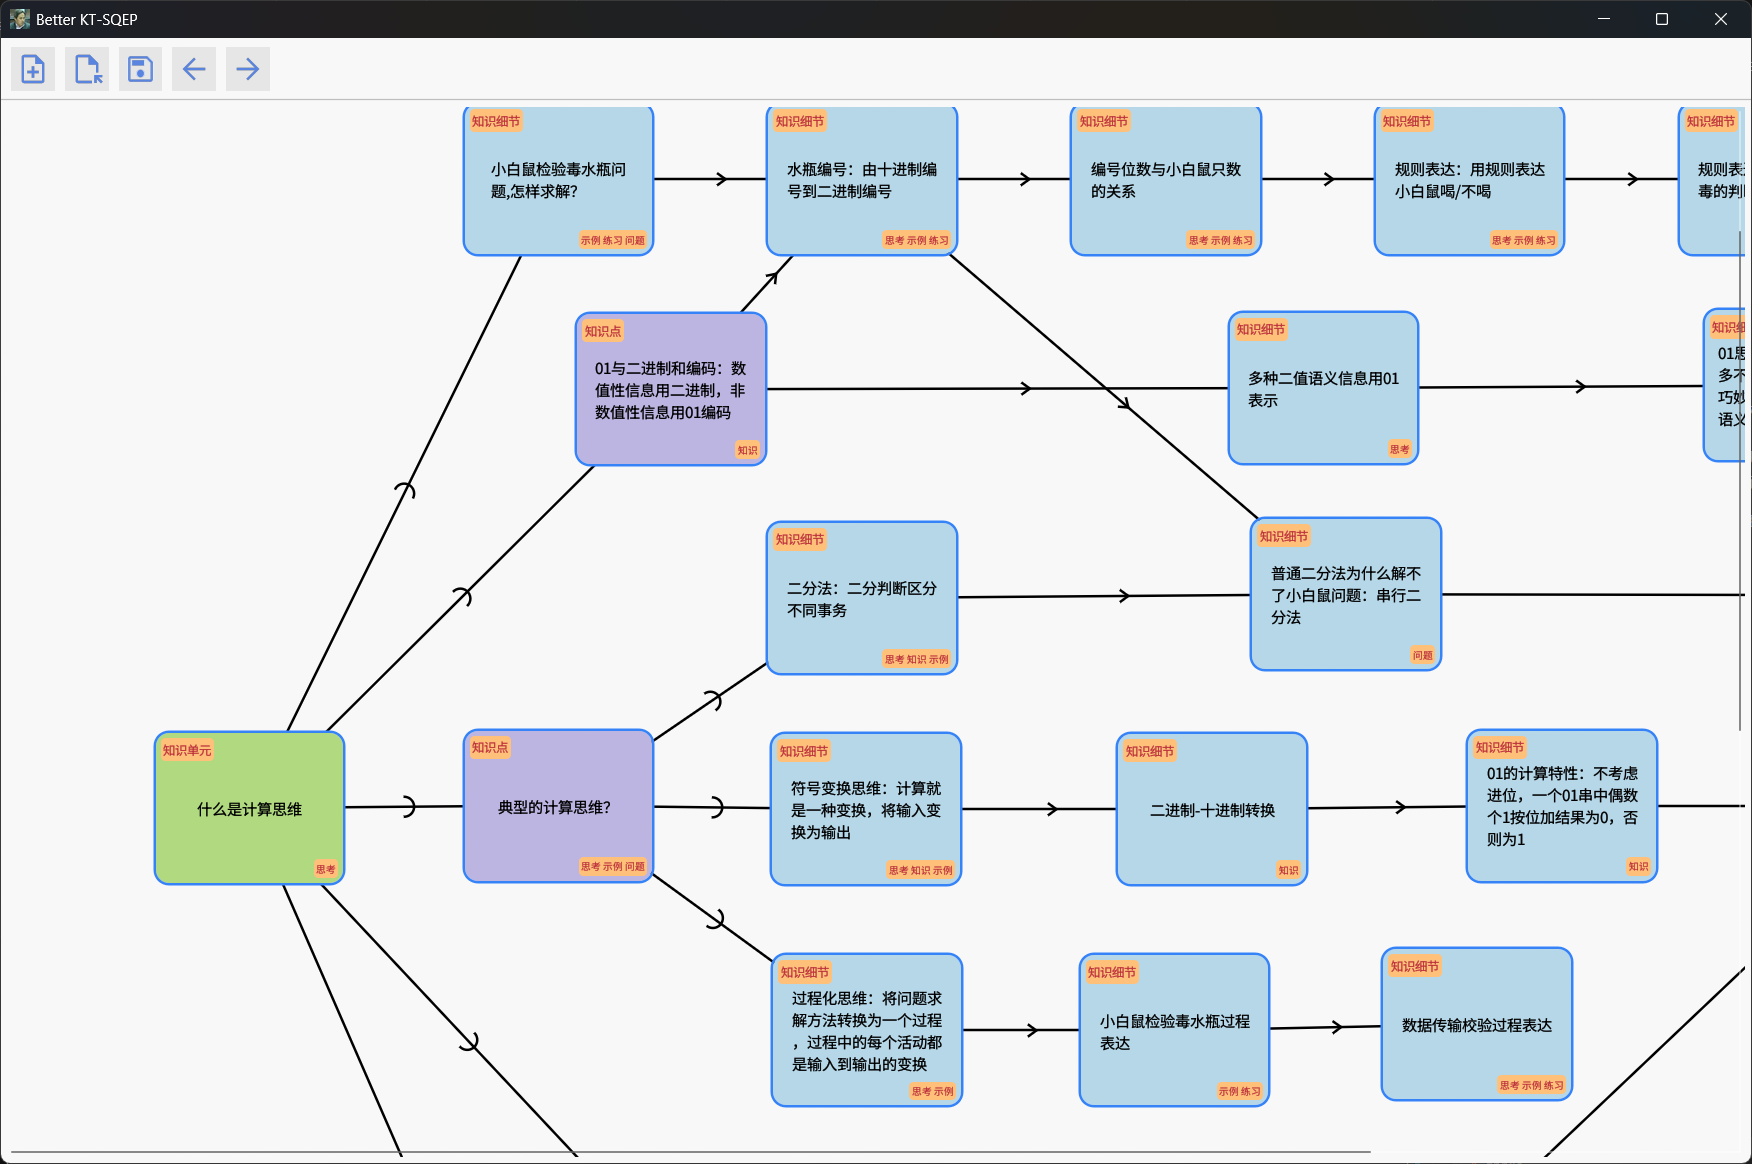 Better KT-SQEP
知识细节
小白鼠检验毒水瓶问
题,怎样求解？
示例 练习 问题
知识细节
水瓶编号：由十进制编
号到二进制编号
思考 示例 练习
知识细节
编号位数与小白鼠只数
的关系
思考 示例 练习
知识细节
规则表达：用规则表达
小白鼠喝/不喝
思考 示例 练习
知识细节
规则表
毒的判
知识点
01与二进制和编码：数
值性信息用二进制，非
数值性信息用01编码
知识
知识细节
多种二值语义信息用01
表示
思考
知识细
01思
多不
巧妙
语义
知识细节
二分法：二分判断区分
不同事务
思考 知识 示例
知识细节
普通二分法为什么解不
了小白鼠问题：串行二
分法
问题
知识单元
什么是计算思维
思考
知识点
典型的计算思维？
思考 示例 问题
知识细节
符号变换思维：计算就
是一种变换，将输入变
换为输出
思考 知识 示例
知识细节
二进制-十进制转换
知识
知识细节
01的计算特性：不考虑
进位，一个01串中偶数
个1按位加结果为0，否
则为1
知识
知识细节
过程化思维：将问题求
解方法转换为一个过程
，过程中的每个活动都
是输入到输出的变换
思考 示例
知识细节
小白鼠检验毒水瓶过程
表达
示例 练习
知识细节
数据传输校验过程表达
思考 示例 练习